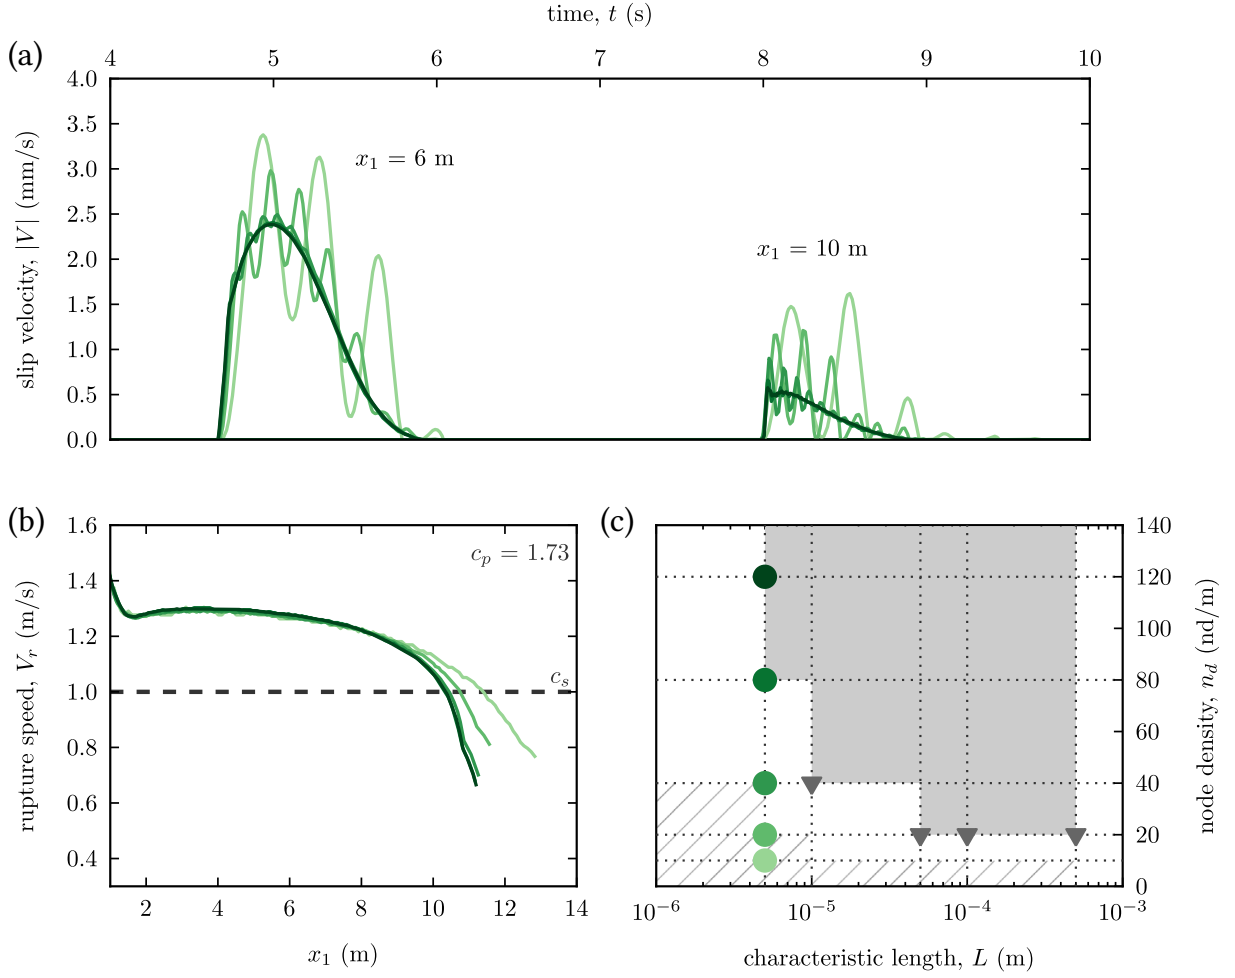 time, t (s)
(a)
4 5 6 7 8 9 10
4.0
3.5
3.0
2.5
2.0
1.5
1.0
0.5
0.0
slip velocity, |V| (mm/s)
x₁ = 6 m
x₁ = 10 m
(b)
1.6
1.4
1.2
1.0
0.8
0.6
0.4
rupture speed, Vᵣ (m/s)
cₚ = 1.73
cₛ
2 4 6 8 10 12 14
x₁ (m)
(c)
140
120
100
80
60
40
20
0
node density, n_d (nd/m)
10⁻⁶ 10⁻⁵ 10⁻⁴ 10⁻³
characteristic length, L (m)